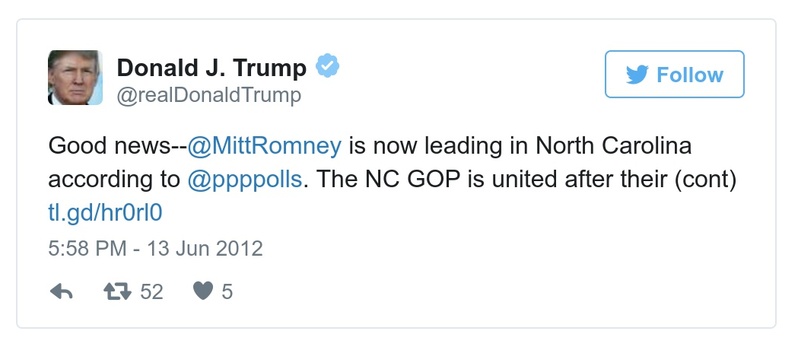 Donald J. Trump
@realDonaldTrump
Follow
Good news--@MittRomney is now leading in North Carolina
according to @ppppolls. The NC GOP is united after their (cont)
tl.gd/hr0rl0
5:58 PM - 13 Jun 2012
52 5